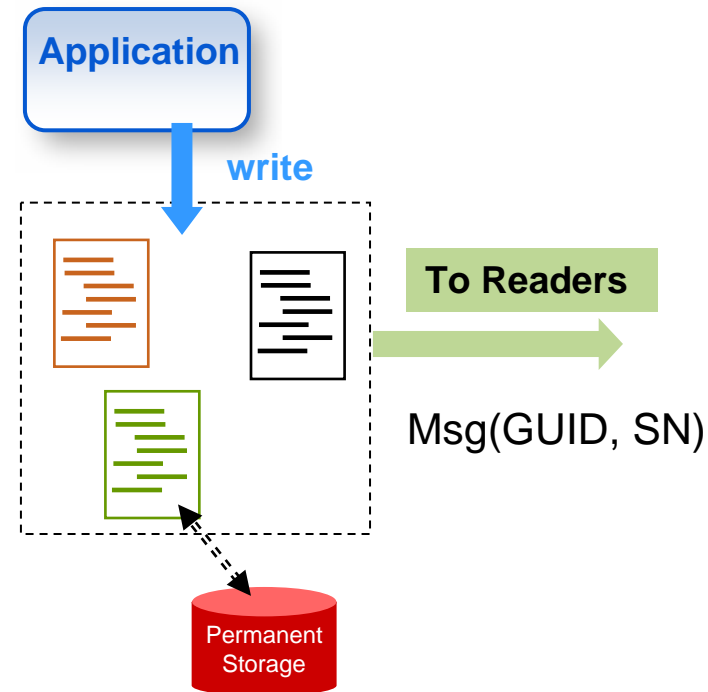 Application
write
To Readers
Msg(GUID, SN)
Permanent
Storage